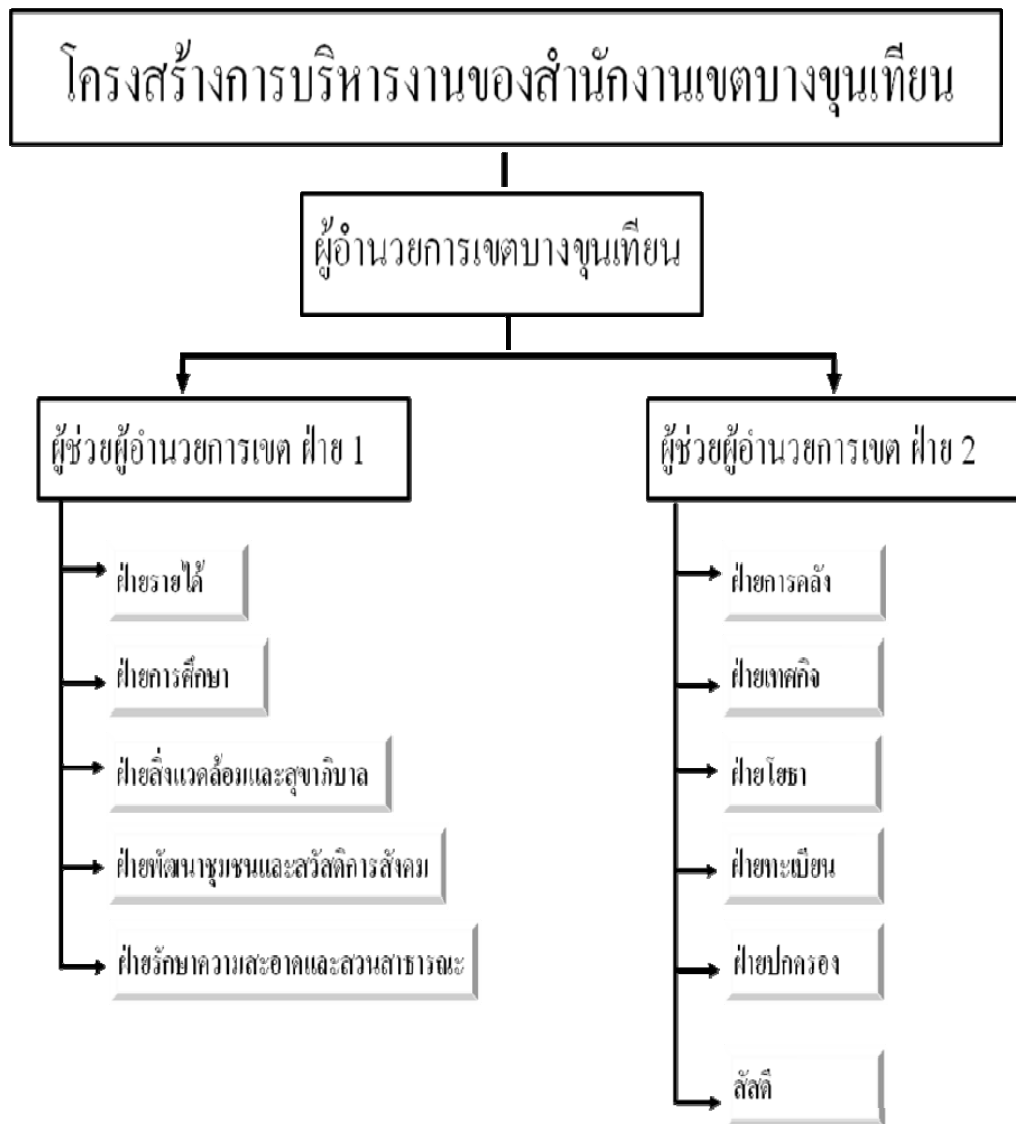 โครงสร้างการบริหารงานของสำนักงานเขตบางขุนเทียน
ผู้อำนวยการเขตบางขุนเทียน
ผู้ช่วยผู้อำนวยการเขต ฝ่าย 1
ฝ่ายรายได้
ฝ่ายการศึกษา
ฝ่ายสิ่งแวดล้อมและสุขาภิบาล
ฝ่ายพัฒนาชุมชนและสวัสดิการสังคม
ฝ่ายรักษาความสะอาดและสวนสาธารณะ
ผู้ช่วยผู้อำนวยการเขต ฝ่าย 2
ฝ่ายการคลัง
ฝ่ายเทศกิจ
ฝ่ายโยธา
ฝ่ายทะเบียน
ฝ่ายปกครอง
สัสดี